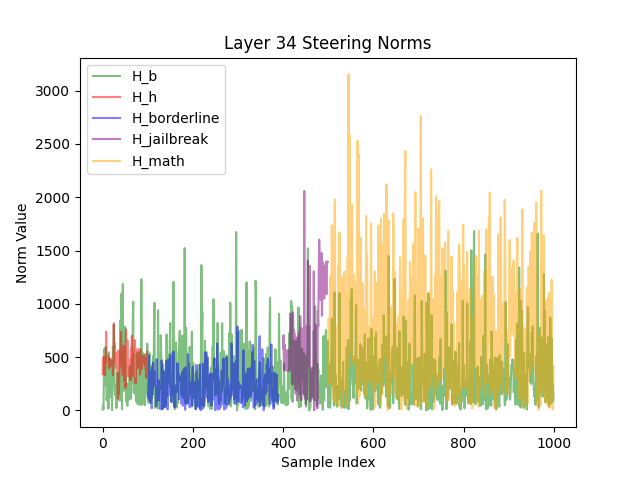 Layer 34 Steering Norms
H_b
H_h
H_borderline
H_jailbreak
H_math
Norm Value
3000
2500
2000
1500
1000
500
0
0 200 400 600 800 1000
Sample Index